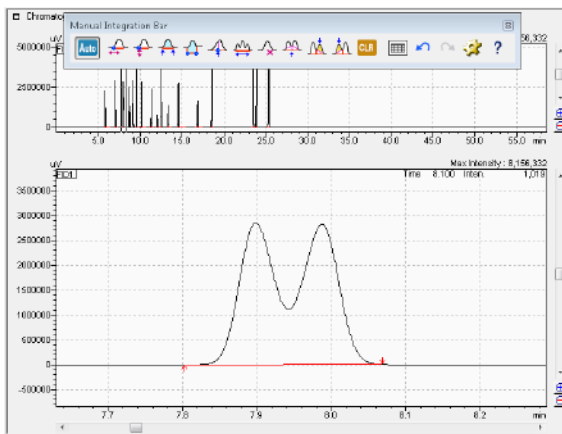 Chromato
Manual Integration Bar
Auto
CLR
?
56,332
5000000
2500000
0
5.0 10.0 15.0 20.0 25.0 30.0 35.0 40.0 45.0 50.0 55.0 min
uV
Max Intensity : 8,156,332
FID1
Time 8.100 Inten. 1,019
3500000
3000000
2500000
2000000
1500000
1000000
500000
0
-500000
7.7 7.8 7.9 8.0 8.1 8.2 min